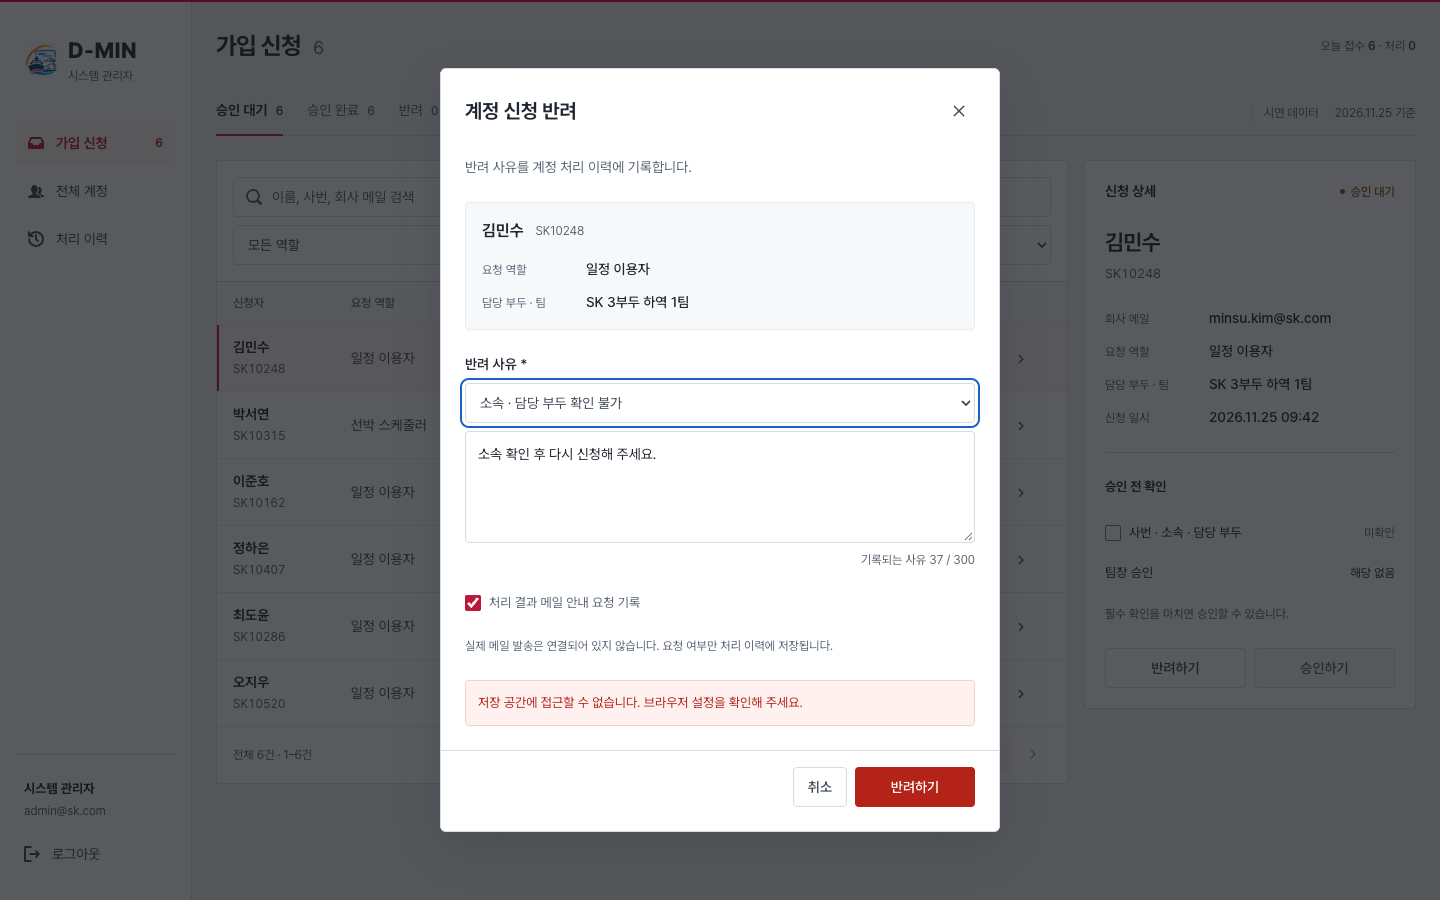 D-MIN
시스템 관리자
가입 신청 6
전체 계정
처리 이력
시스템 관리자
admin@sk.com
로그아웃
가입 신청 6
오늘 접수 6 · 처리 0
승인 대기 6 승인 완료 6 반려 0
시연 데이터 2026.11.25 기준
이름, 사번, 회사 메일 검색
모든 역할
신청자 요청 역할
김민수
SK10248
일정 이용자
박서연
SK10315
선박 스케줄러
이준호
SK10162
일정 이용자
정하은
SK10407
일정 이용자
최도윤
SK10286
일정 이용자
오지우
SK10520
일정 이용자
전체 6건 · 1–6건
계정 신청 반려
반려 사유를 계정 처리 이력에 기록합니다.
김민수 SK10248
요청 역할 일정 이용자
담당 부두 · 팀 SK 3부두 하역 1팀
반려 사유 *
소속 · 담당 부두 확인 불가
소속 확인 후 다시 신청해 주세요.
기록되는 사유 37 / 300
처리 결과 메일 안내 요청 기록
실제 메일 발송은 연결되어 있지 않습니다. 요청 여부만 처리 이력에 저장됩니다.
저장 공간에 접근할 수 없습니다. 브라우저 설정을 확인해 주세요.
취소 반려하기
신청 상세 승인 대기
김민수
SK10248
회사 메일 minsu.kim@sk.com
요청 역할 일정 이용자
담당 부두 · 팀 SK 3부두 하역 1팀
신청 일시 2026.11.25 09:42
승인 전 확인
사번 · 소속 · 담당 부두 미확인
팀장 승인 해당 없음
필수 확인을 마치면 승인할 수 있습니다.
반려하기 승인하기